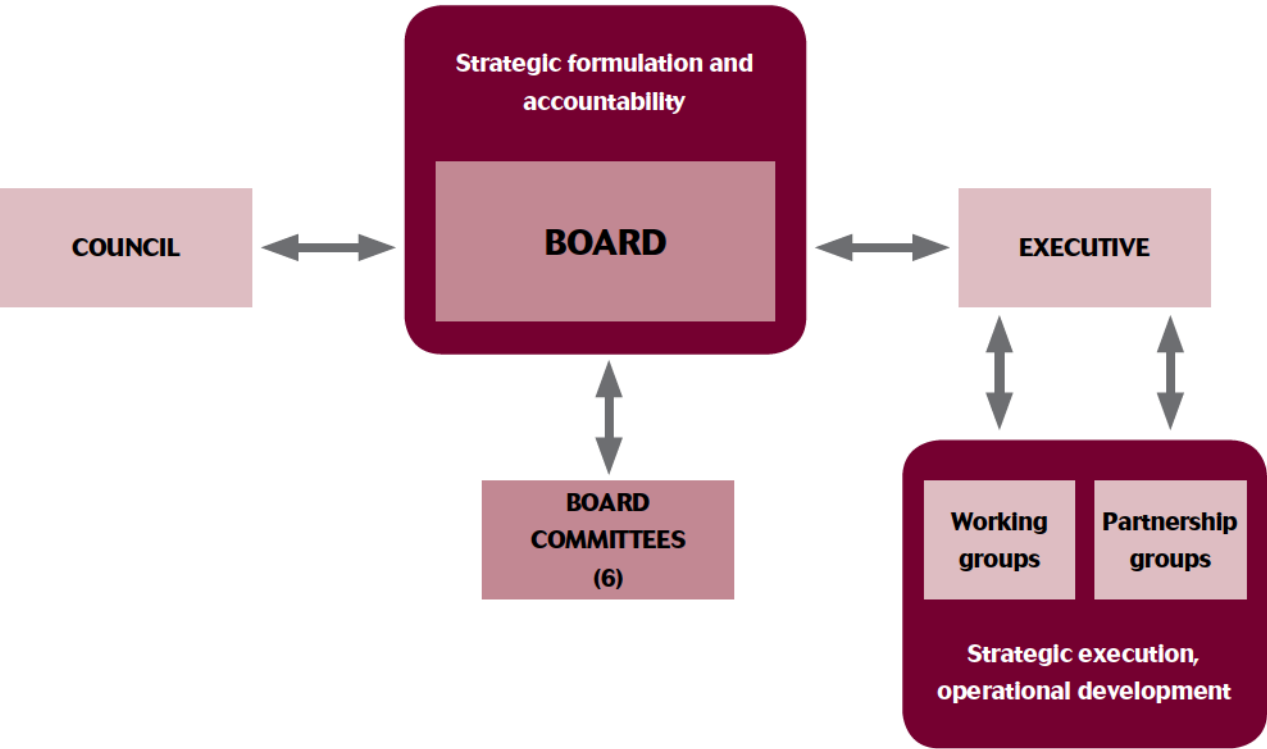 Strategic formulation and
accountability
COUNCIL
BOARD
EXECUTIVE
BOARD
COMMITTEES
(6)
Working
groups
Partnership
groups
Strategic execution,
operational development